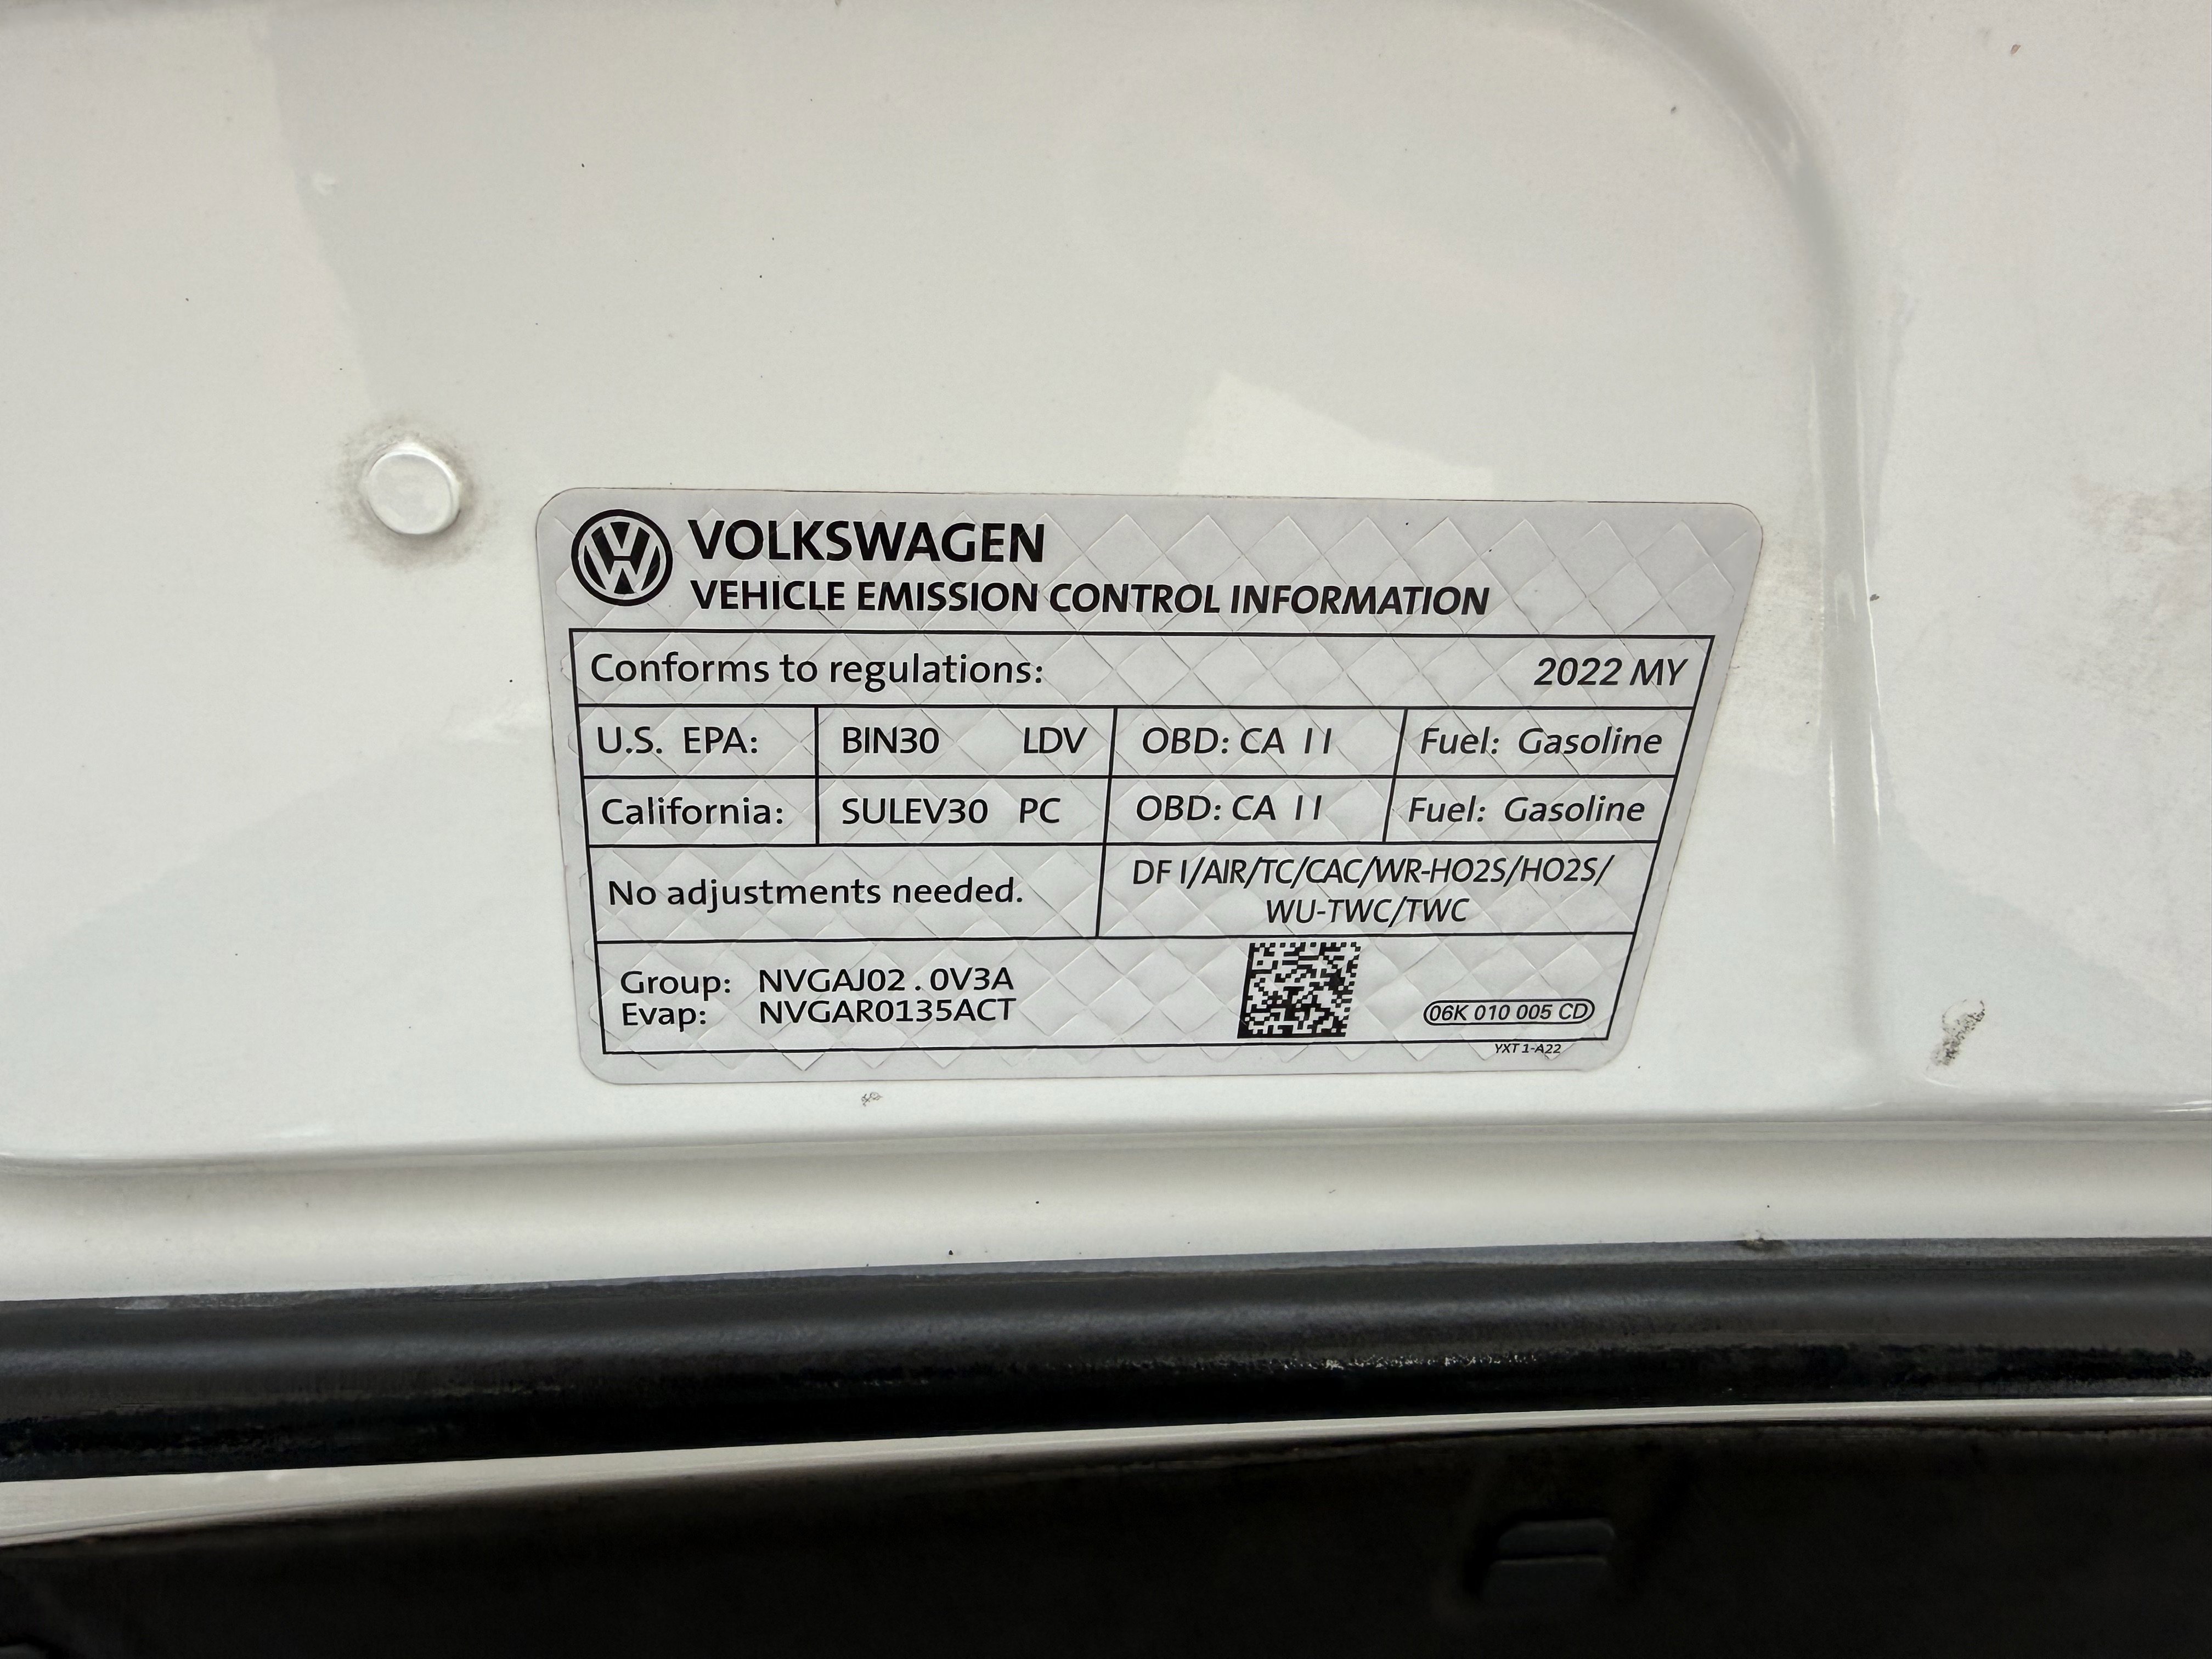 VOLKSWAGEN
VEHICLE EMISSION CONTROL INFORMATION
Conforms to regulations: 2022 MY
U.S. EPA: BIN30 LDV OBD: CA II Fuel: Gasoline
California: SULEV30 PC OBD: CA II Fuel: Gasoline
No adjustments needed.
DFI/AIR/TC/CAC/WR-HO2S/HO2S/
WU-TWC/TWC
Group: NVGAJ02.0V3A
Evap: NVGAR0135ACT
06K 010 005 CD
YXT 1-A22